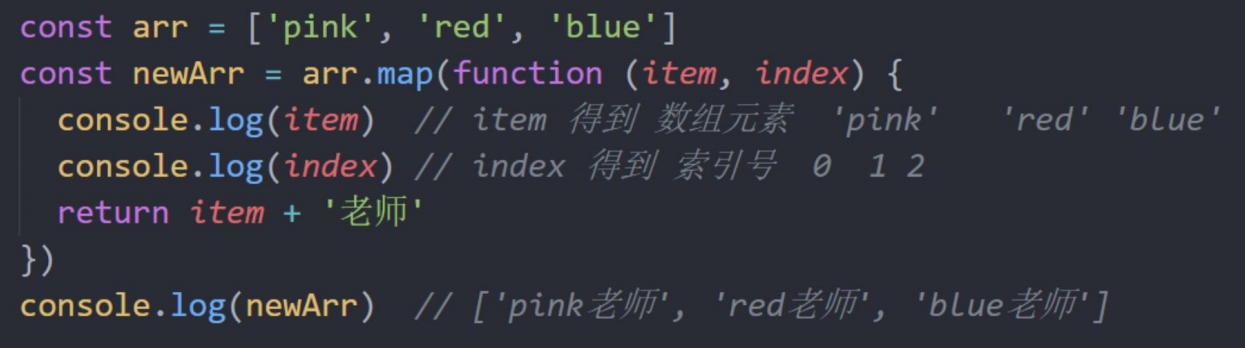 const arr = ['pink', 'red', 'blue']
const newArr = arr.map(function (item, index) {
console.log(item) // item 得到 数组元素 'pink' 'red' 'blue'
console.log(index) // index 得到 索引号 0 1 2
return item + '老师'
})
console.log(newArr) // ['pink老师', 'red老师', 'blue老师']